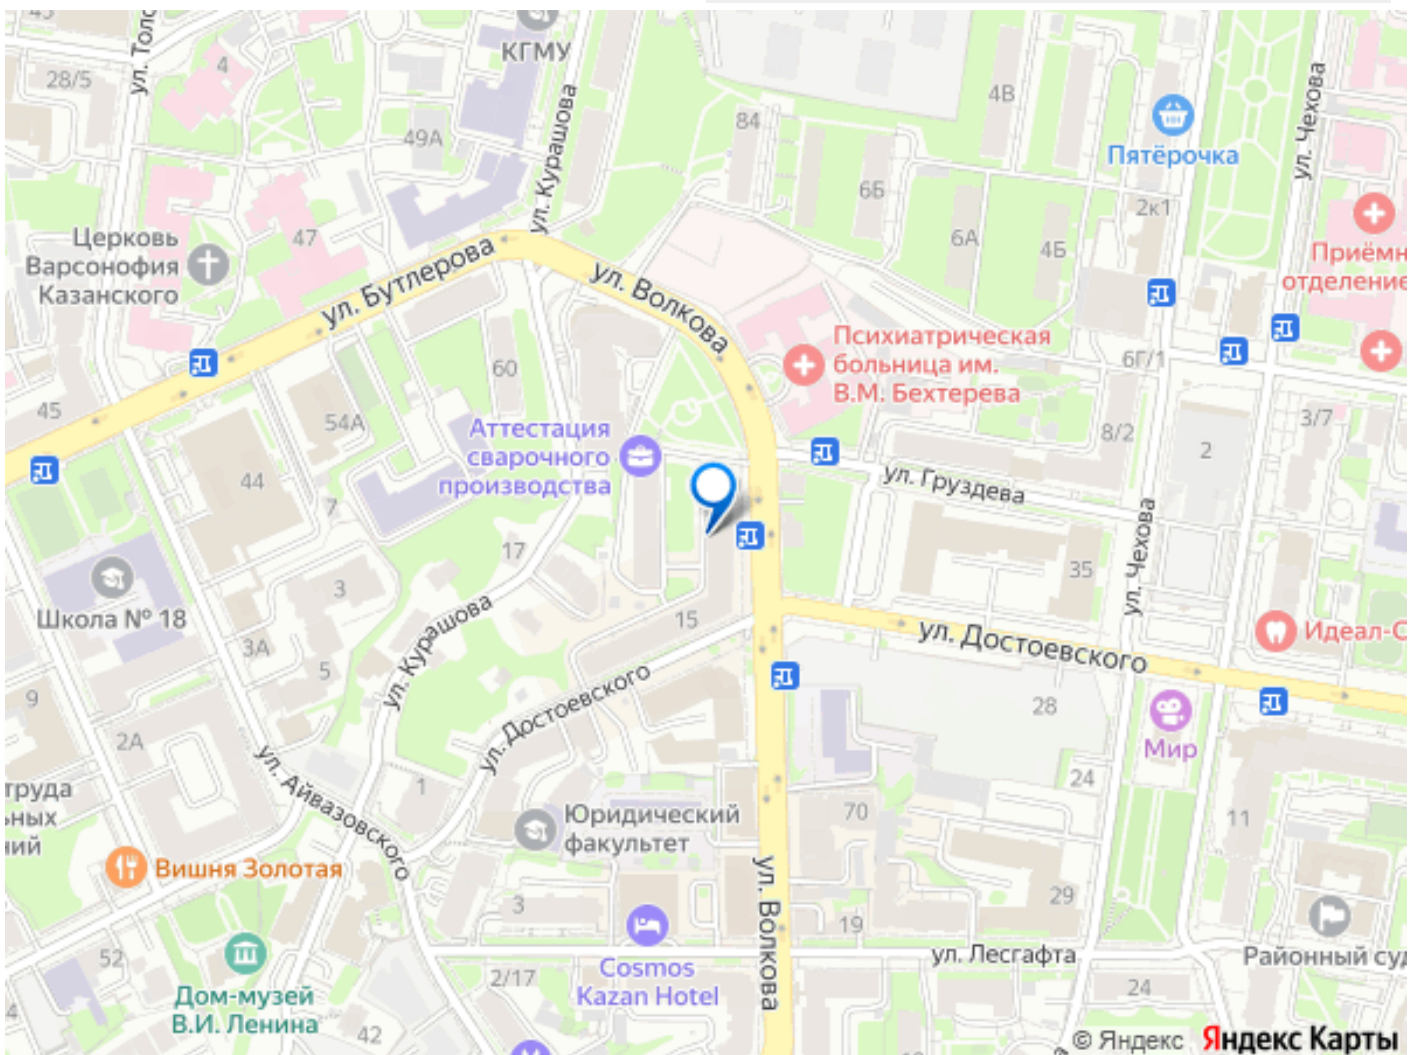 ул. Толс
КГМУ
28/5
4
49А
ул. Курашова
84
4В
Пятёрочка
ул. Чехова
6Б
2к1
6А
4Б
Приёмн
отделение
Церковь
Варсонофия
Казанского
47
ул. Бутлерова
ул. Волкова
Психиатрическая
больница им.
В.М. Бехтерева
6Г/1
60
45
54А
3/7
8/2
2
Аттестация
сварочного
производства
44
7
ул. Груздева
17
ул. Чехова
35
3
Школа № 18
ул. Курашова
15
3А
5
ул. Достоевского
Идеал-С
9
2А
ул. Достоевского
28
Мир
24
труда
ьных
ний
ул. Айвазовского
1
Юридический
факультет
70
11
Вишня Золотая
ул. Волкова
29
3
19
52
Cosmos
Kazan Hotel
ул. Лесгафта
Районный суд
2/17
24
Дом-музей
В.И. Ленина
42
© Яндекс Яндекс Карты